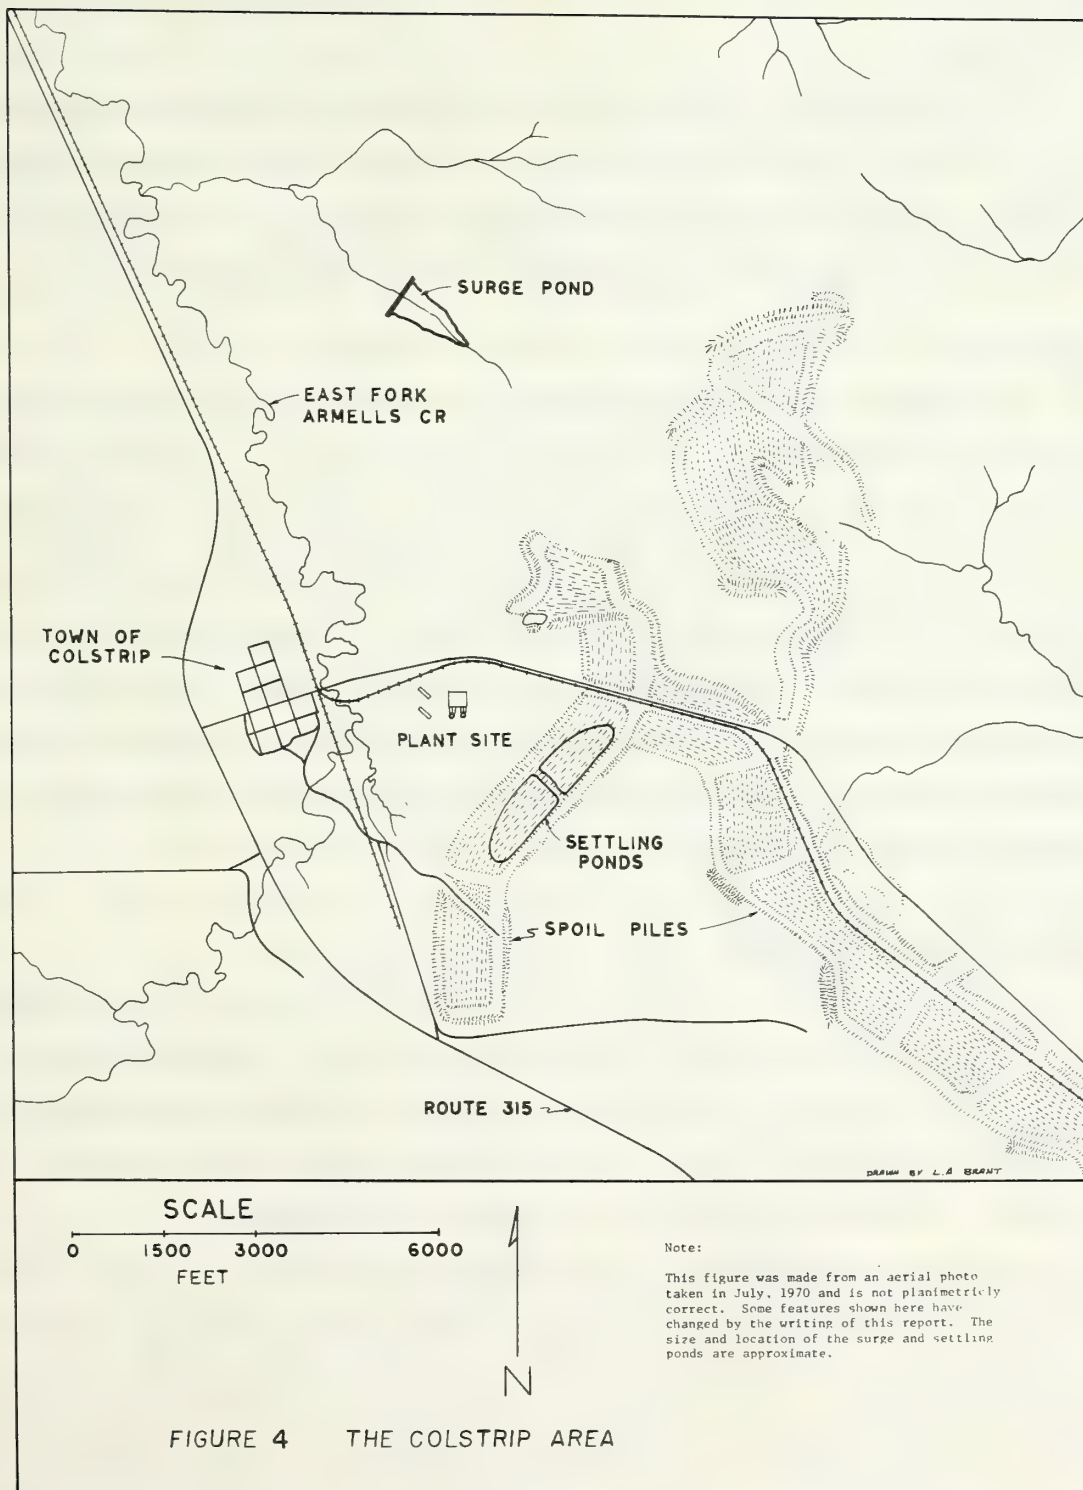 SURGE POND
EAST FORK
ARMELLS CR
TOWN OF
COLSTRIP
PLANT SITE
SETTLING
PONDS
SPOIL PILES
ROUTE 315
DRAWN BY L.A BRANT
SCALE
0 1500 3000 6000
FEET
N
Note:
This figure was made from an aerial photo
taken in July, 1970 and is not planimetricly
correct. Some features shown here have
changed by the writing of this report. The
size and location of the surge and settling
ponds are approximate.
FIGURE 4 THE COLSTRIP AREA